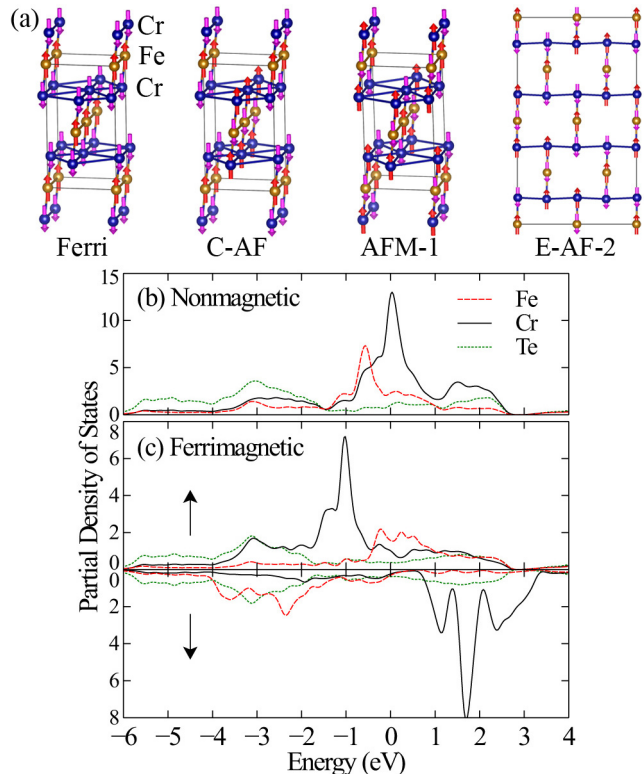 (a)
Cr
Fe
Cr
Ferri
C-AF
AFM-1
E-AF-2
Partial Density of States
15
10
5
0
(b) Nonmagnetic
Fe
Cr
Te
8
6
4
2
0
(c) Ferrimagnetic
0
2
4
6
8
−6 −5 −4 −3 −2 −1 0 1 2 3 4
Energy (eV)